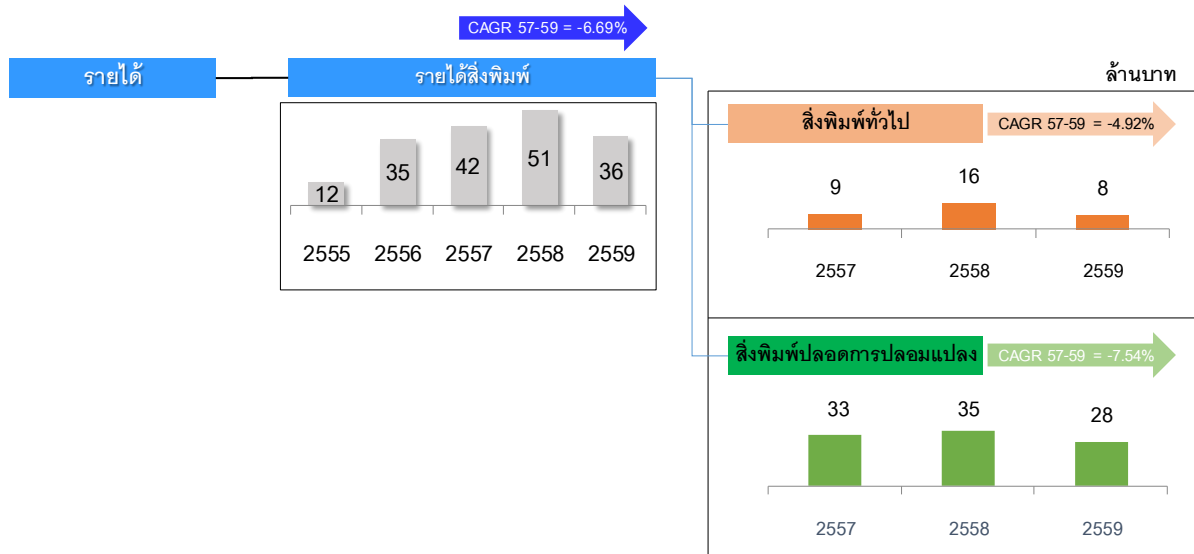 CAGR 57-59 = -6.69%
รายได้
รายได้สิ่งพิมพ์
ล้านบาท
12 35 42 51 36
2555 2556 2557 2558 2559
สิ่งพิมพ์ทั่วไป
CAGR 57-59 = -4.92%
9 16 8
2557 2558 2559
สิ่งพิมพ์ปลอดการปลอมแปลง
CAGR 57-59 = -7.54%
33 35 28
2557 2558 2559